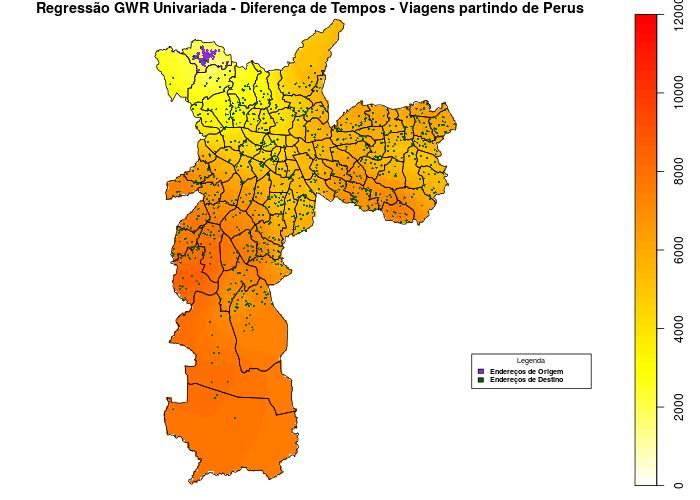 Regressão GWR Univariada - Diferença de Tempos - Viagens partindo de Perus
12000
10000
8000
6000
4000
2000
0
Legenda
Endereços de Origem
Endereços de Destino